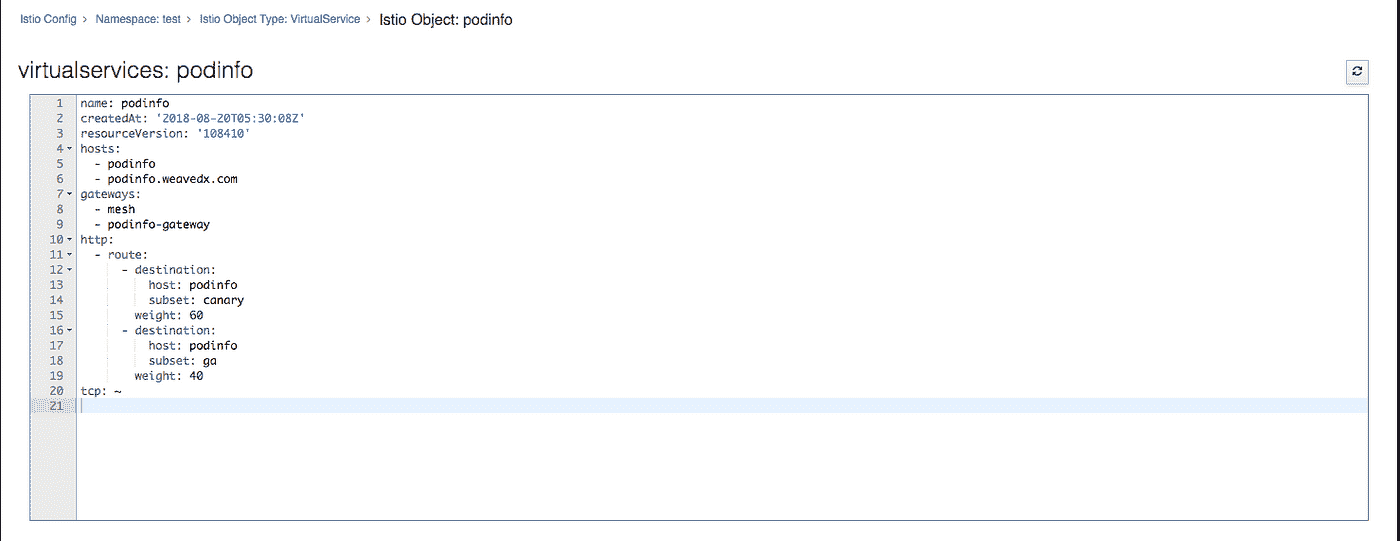 Istio Config › Namespace: test › Istio Object Type: VirtualService › Istio Object: podinfo
virtualservices: podinfo
1 name: podinfo
2 createdAt: '2018-08-20T05:30:08Z'
3 resourceVersion: '108410'
4 hosts:
5   - podinfo
6   - podinfo.weavedx.com
7 gateways:
8   - mesh
9   - podinfo-gateway
10 http:
11   - route:
12       - destination:
13           host: podinfo
14           subset: canary
15         weight: 60
16       - destination:
17           host: podinfo
18           subset: ga
19         weight: 40
20 tcp: ~
21